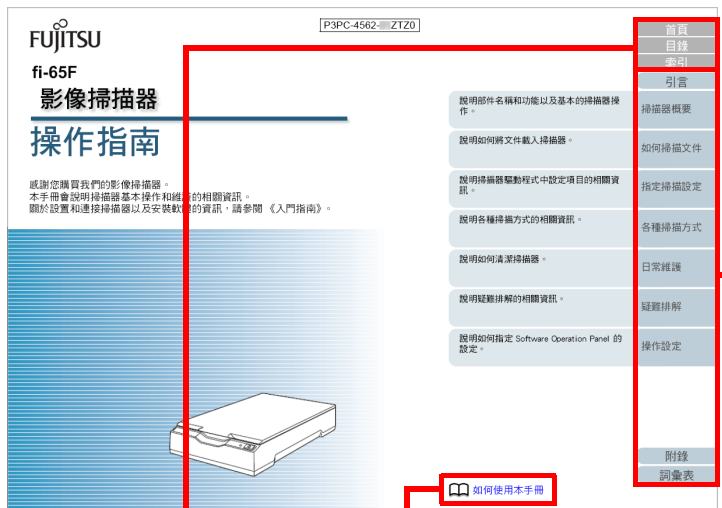 FUJITSU
P3PC-4562-ZTZ0
fi-65F
影像掃描器
操作指南
感謝您購買我們的影像掃描器。
本手冊會說明掃描器基本操作和維護的相關資訊。
關於設置和連接掃描器以及安裝軟體的資訊，請參閱 《入門指南》。
首頁
目錄
索引
引言
說明部件名稱和功能以及基本的掃描器操
作。
掃描器概要
說明如何將文件載入掃描器。
如何掃描文件
說明掃描器驅動程式中設定項目的相關資
訊。
指定掃描設定
說明各種掃描方式的相關資訊。
各種掃描方式
說明如何清潔掃描器。
日常維護
說明疑難排解的相關資訊。
疑難排解
說明如何指定 Software Operation Panel 的
設定。
操作設定
附錄
詞彙表
如何使用本手冊